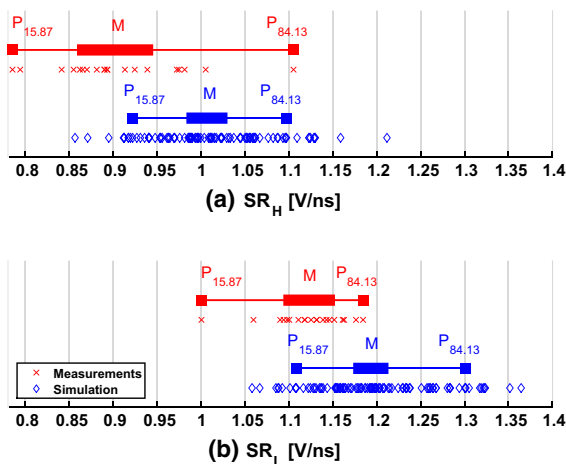 P15.87 M P84.13
P15.87 M P84.13
0.8 0.85 0.9 0.95 1 1.05 1.1 1.15 1.2 1.25 1.3 1.35 1.4
(a) SRH [V/ns]
P15.87 M P84.13
P15.87 M P84.13
Measurements
Simulation
0.8 0.85 0.9 0.95 1 1.05 1.1 1.15 1.2 1.25 1.3 1.35 1.4
(b) SRL [V/ns]